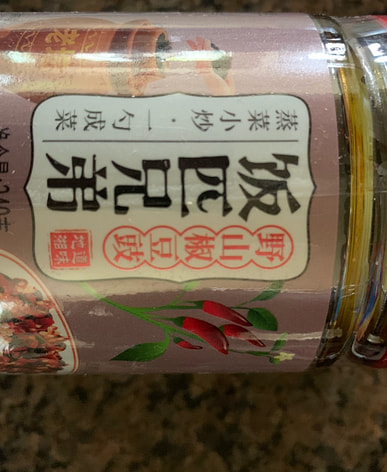 野山椒豆豉
地道湘味
饭匹兄弟
蒸菜小炒·一勺成菜